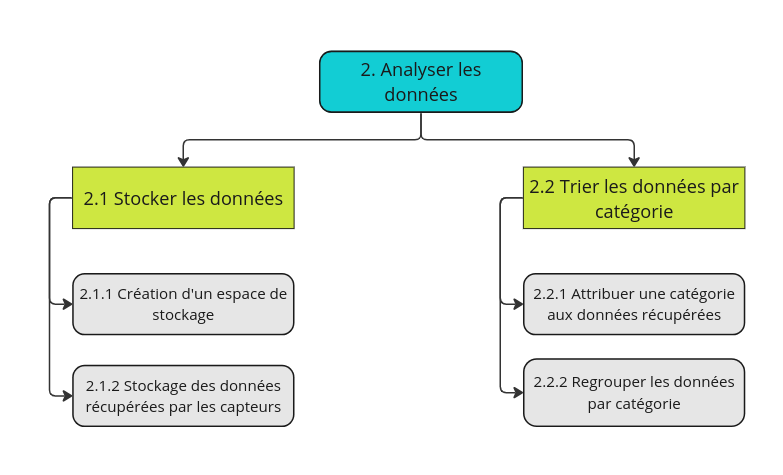 2. Analyser les
données
2.1 Stocker les données
2.2 Trier les données par
catégorie
2.1.1 Création d'un espace de
stockage
2.2.1 Attribuer une catégorie
aux données récupérées
2.1.2 Stockage des données
récupérées par les capteurs
2.2.2 Regrouper les données
par catégorie